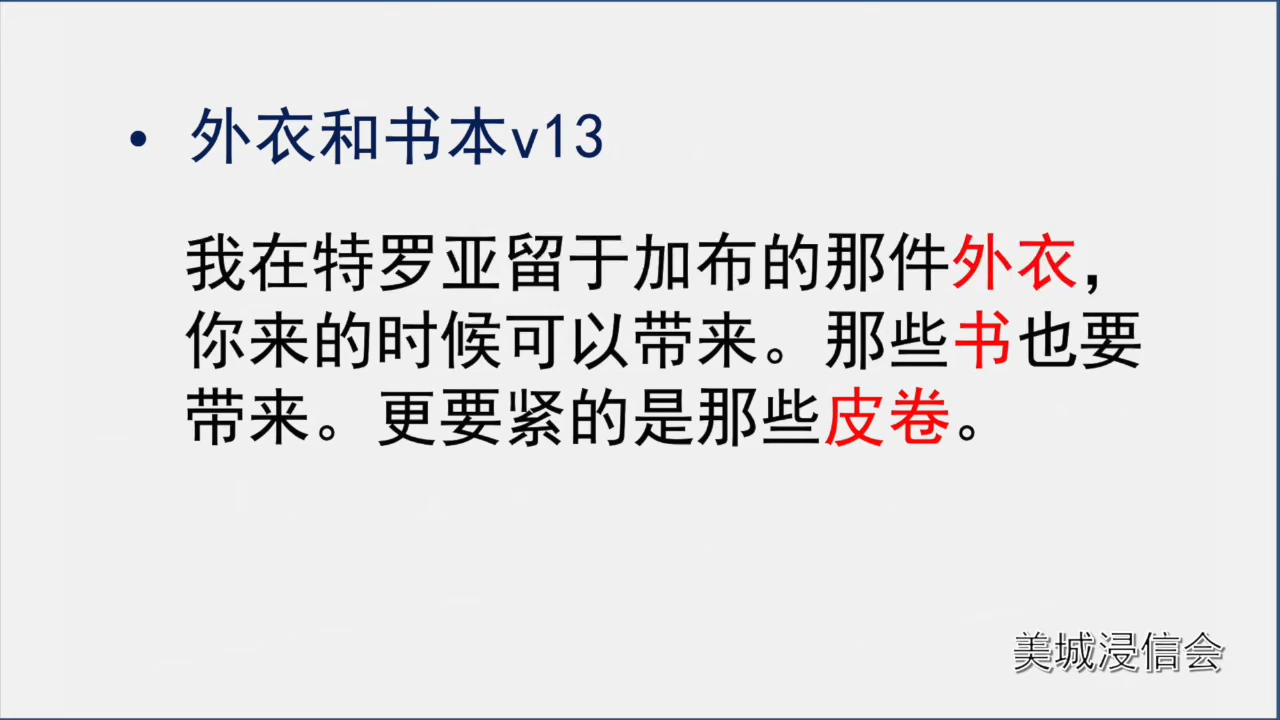 • 外衣和书本v13
我在特罗亚留于加布的那件外衣，
你来的时候可以带来。那些书也要
带来。更要紧的是那些皮卷。
美城浸信会